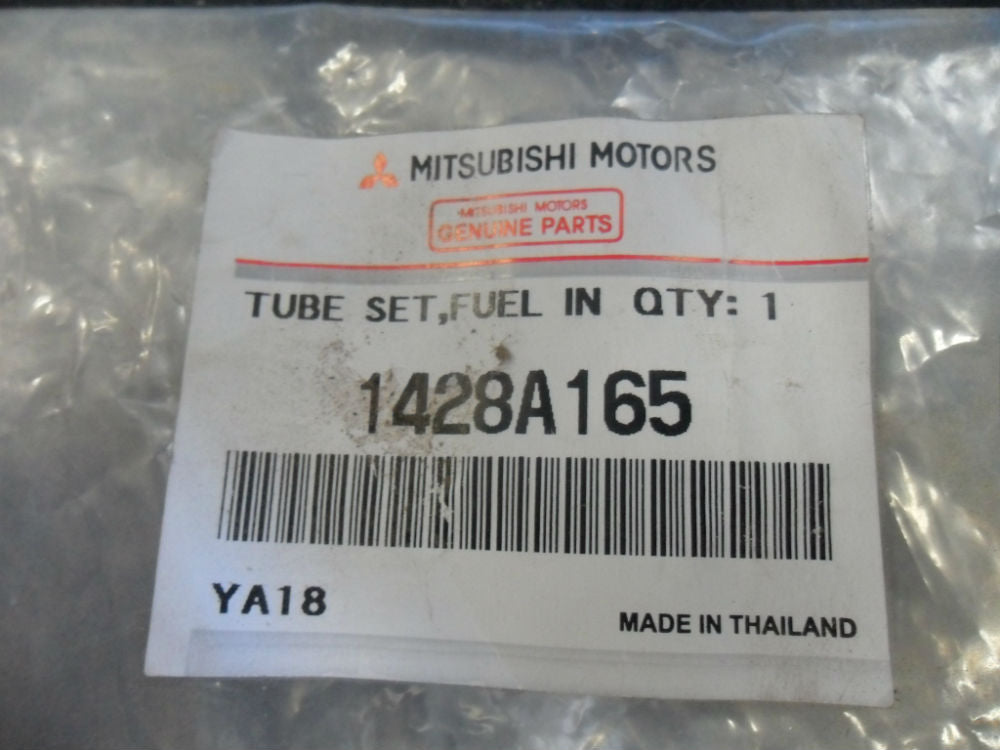 MITSUBISHI MOTORS
MITSUBISHI MOTORS
GENUINE PARTS
TUBE SET,FUEL IN QTY: 1
1428A165
YA18
MADE IN THAILAND